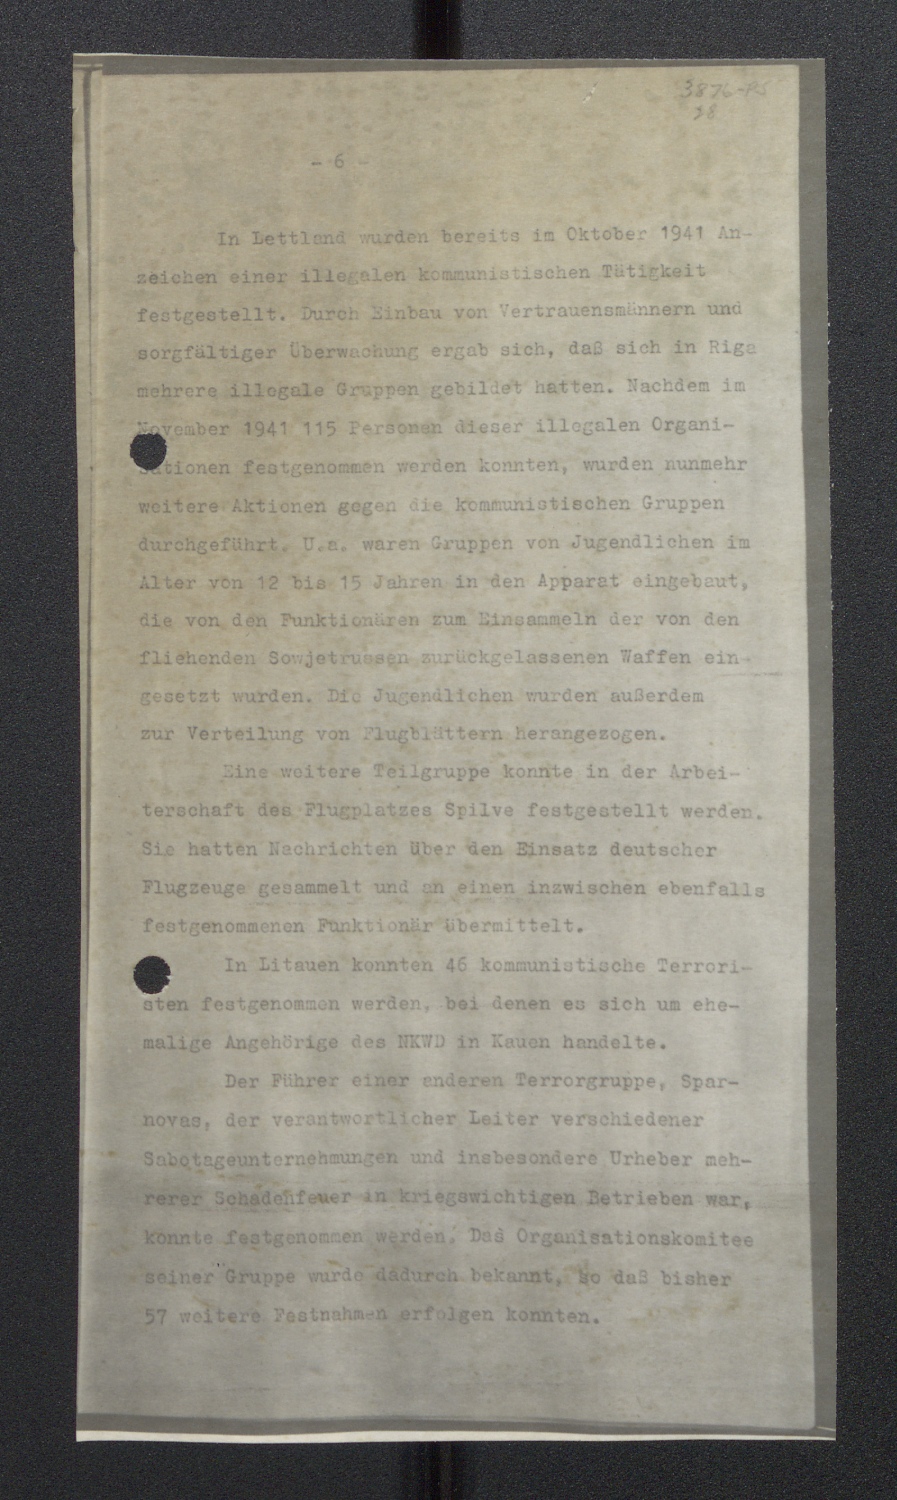 3876-PS
38
- 6 -
In Lettland wurden bereits im Oktober 1941 An-
zeichen einer illegalen kommunistischen Tätigkeit
festgestellt. Durch Einbau von Vertrauensmännern und
sorgfältiger Überwachung ergab sich, daß sich in Riga
mehrere illegale Gruppen gebildet hatten. Nachdem im
November 1941 115 Personen dieser illegalen Organi-
sationen festgenommen werden konnten, wurden nunmehr
weitere Aktionen gegen die kommunistischen Gruppen
durchgeführt. U.a. waren Gruppen von Jugendlichen im
Alter von 12 bis 15 Jahren in den Apparat eingebaut,
die von den Funktionären zum Einsammeln der von den
fliehenden Sowjetrussen zurückgelassenen Waffen ein-
gesetzt wurden. Die Jugendlichen wurden außerdem
zur Verteilung von Flugblättern herangezogen.
Eine weitere Teilgruppe konnte in der Arbei-
terschaft des Flugplatzes Spilve festgestellt werden.
Sie hatten Nachrichten über den Einsatz deutscher
Flugzeuge gesammelt und an einen inzwischen ebenfalls
festgenommenen Funktionär übermittelt.
In Litauen konnten 46 kommunistische Terrori-
sten festgenommen werden, bei denen es sich um ehe-
malige Angehörige des NKWD in Kauen handelte.
Der Führer einer anderen Terrorgruppe, Spar-
novas, der verantwortlicher Leiter verschiedener
Sabotageunternehmungen und insbesondere Urheber meh-
rerer Schadenfeuer in kriegswichtigen Betrieben war,
konnte festgenommen werden. Das Organisationskomitee
seiner Gruppe wurde dadurch bekannt, so daß bisher
57 weitere Festnahmen erfolgen konnten.